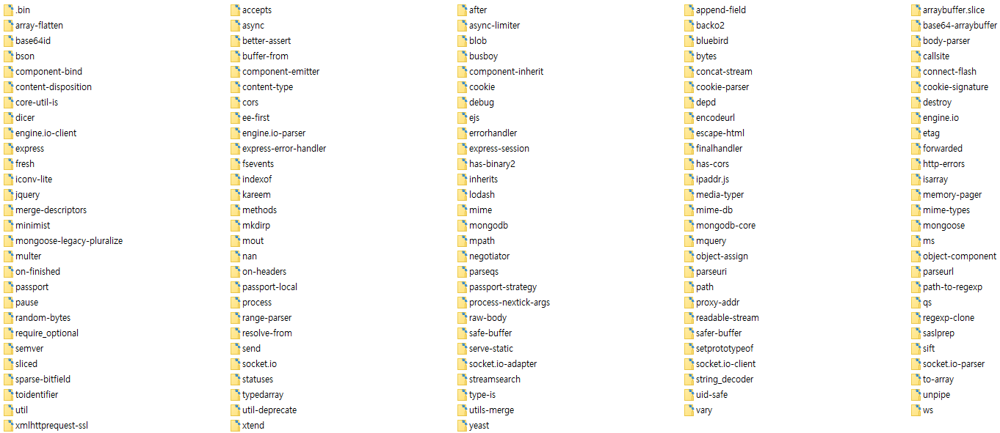 .bin accepts after append-field arraybuffer.slice
array-flatten async async-limiter backo2 base64-arraybuffer
base64id better-assert blob bluebird body-parser
bson buffer-from busboy bytes callsite
component-bind component-emitter component-inherit concat-stream connect-flash
content-disposition content-type cookie cookie-parser cookie-signature
core-util-is cors debug depd destroy
dicer ee-first ejs encodeurl engine.io
engine.io-client engine.io-parser errorhandler escape-html etag
express express-error-handler express-session finalhandler forwarded
fresh fsevents has-binary2 has-cors http-errors
iconv-lite indexof inherits ipaddr.js isarray
jquery kareem lodash media-typer memory-pager
merge-descriptors methods mime mime-db mime-types
minimist mkdirp mongodb mongodb-core mongoose
mongoose-legacy-pluralize mout mpath mquery ms
multer nan negotiator object-assign object-component
on-finished on-headers parseqs parseuri parseurl
passport passport-local passport-strategy path path-to-regexp
pause process process-nextick-args proxy-addr qs
random-bytes range-parser raw-body readable-stream regexp-clone
require_optional resolve-from safe-buffer safer-buffer saslprep
semver send serve-static setprototypeof sift
sliced socket.io socket.io-adapter socket.io-client socket.io-parser
sparse-bitfield statuses streamsearch string_decoder to-array
toidentifier typedarray type-is uid-safe unpipe
util util-deprecate utils-merge vary ws
xmlhttprequest-ssl xtend yeast